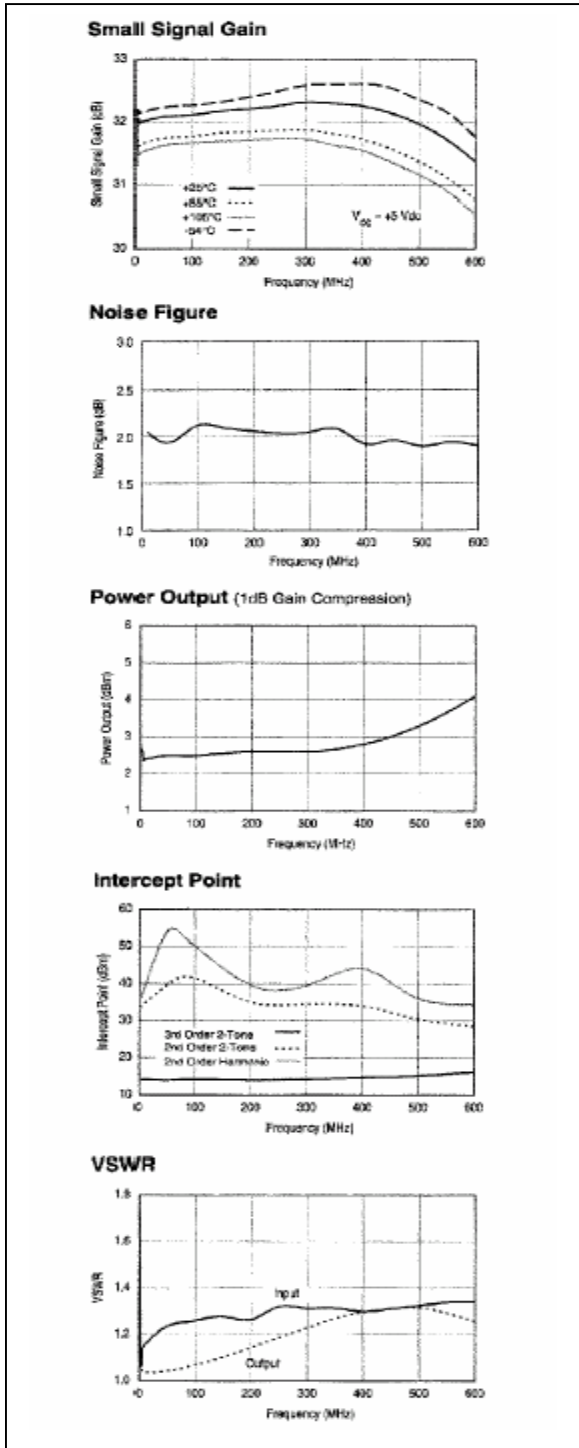 Small Signal Gain
33
32
31
30
Small Signal Gain (dB)
+25°C
+85°C
+105°C
-54°C
= +5 Vdc
0 100 200 300 400 500 600
Frequency (MHz)
Noise Figure
3.0
2.5
2.0
1.5
1.0
Noise Figure (dB)
0 100 200 300 400 500 600
Frequency (MHz)
Power Output (1dB Gain Compression)
6
5
4
3
2
1
Power Output (dBm)
0 100 200 300 400 500 600
Frequency (MHz)
Intercept Point
60
50
40
30
20
10
Intercept Point (dBm)
3rd Order 2-Tone
2nd Order 2-Tone
2nd Order Harmonic
0 100 200 300 400 500 600
Frequency (MHz)
VSWR
1.8
1.6
1.4
1.2
1.0
VSWR
Input
Output
0 100 200 300 400 500 600
Frequency (MHz)